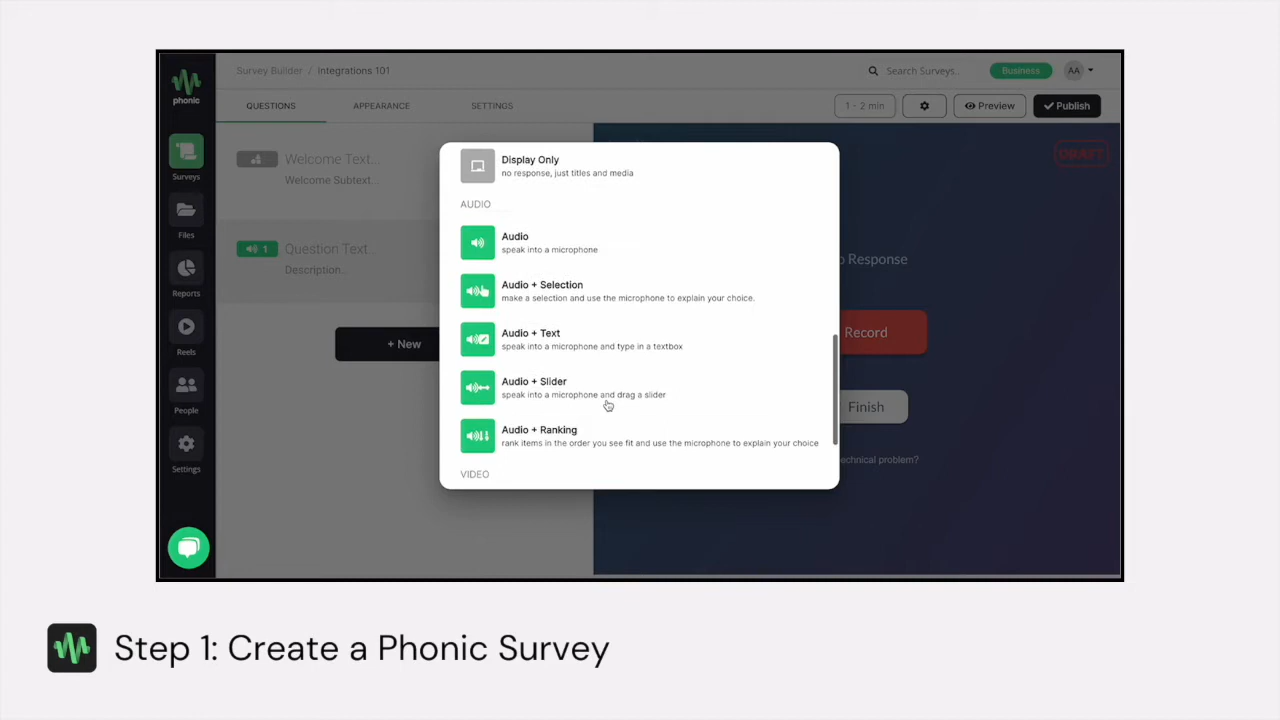 phonic
Survey Builder / Integrations 101
Search Surveys..
Business
AA
QUESTIONS
APPEARANCE
SETTINGS
1 - 2 min
Preview
Publish
Surveys
Files
Reports
Reels
People
Settings
Welcome Text...
Welcome Subtext...
1
Question Text...
Description...
+ New
Display Only
no response, just titles and media
AUDIO
Audio
speak into a microphone
Audio + Selection
make a selection and use the microphone to explain your choice.
Audio + Text
speak into a microphone and type in a textbox
Audio + Slider
speak into a microphone and drag a slider
Audio + Ranking
rank items in the order you see fit and use the microphone to explain your choice
VIDEO
DRAFT
Response
Record
Finish
problem?
Step 1: Create a Phonic Survey